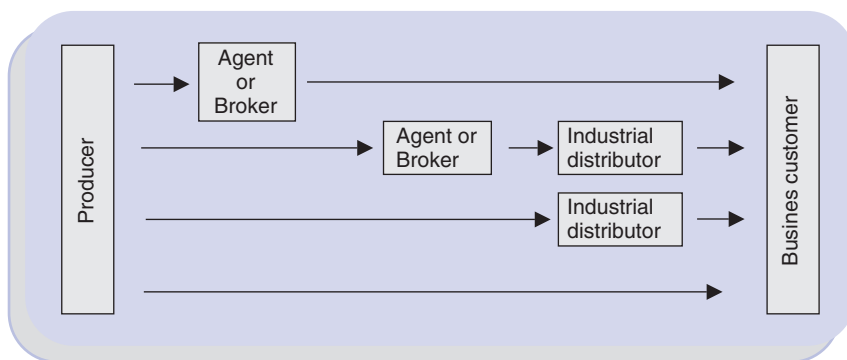 Producer
Agent
or
Broker
Agent or
Broker
Industrial
distributor
Industrial
distributor
Busines customer